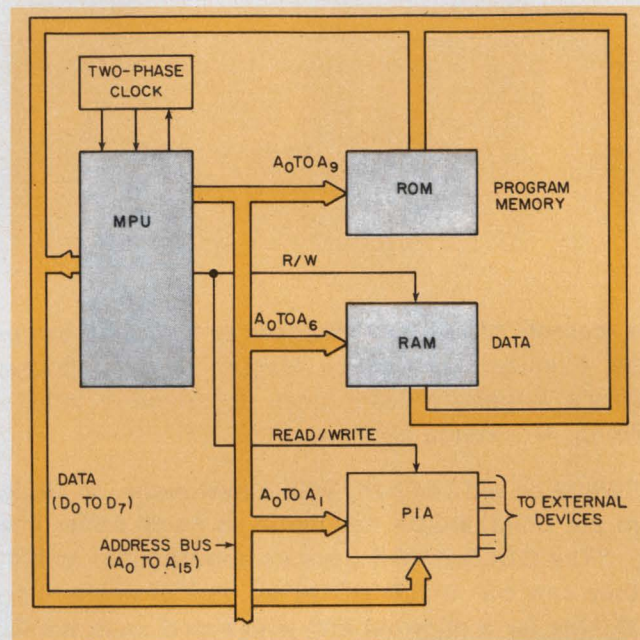 TWO-PHASE
CLOCK
MPU
A₀ TO A₉
ROM
PROGRAM
MEMORY
R/W
A₀ TO A₆
RAM
DATA
READ/WRITE
DATA
(D₀ TO D₇)
A₀ TO A₁
PIA
TO EXTERNAL
DEVICES
ADDRESS BUS
(A₀ TO A₁₅)